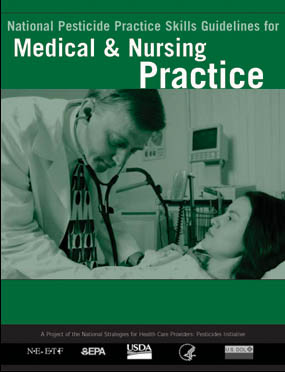 National Pesticide Practice Skills Guidelines for
Medical & Nursing
Practice
A Project of the National Strategies for Health Care Providers: Pesticides Initiative
N·E·E·T·F EPA USDA U.S. DOL